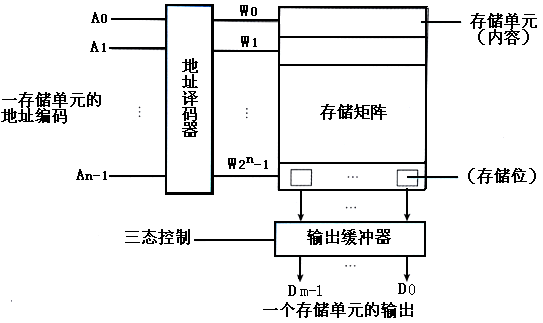 A0
W0
存储单元
（内容）
A1
W1
一存储单元的
地址编码
⋮
地址译码器
⋮
存储矩阵
An-1
W2ⁿ-1
...
（存储位）
...
三态控制
输出缓冲器
...
Dm-1
D0
一个存储单元的输出